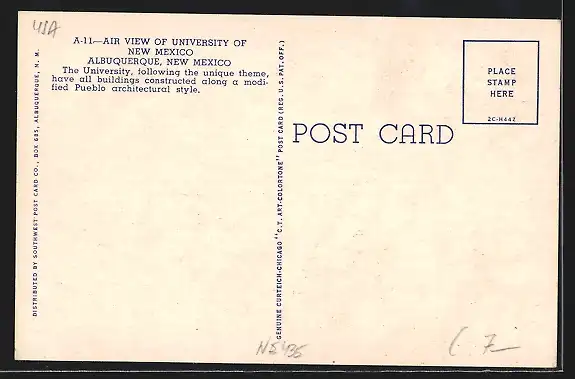 USA
A-11—AIR VIEW OF UNIVERSITY OF
NEW MEXICO
ALBUQUERQUE, NEW MEXICO
The University, following the unique theme,
have all buildings constructed along a modi-
fied Pueblo architectural style.
DISTRIBUTED BY SOUTHWEST POST CARD CO., BOX 685, ALBUQUERQUE, N. M.
GENUINE CURTEICH-CHICAGO "C.T. ART-COLORTONE" POST CARD (REG. U.S. PAT. OFF.)
POST CARD
PLACE
STAMP
HERE
2C-H447